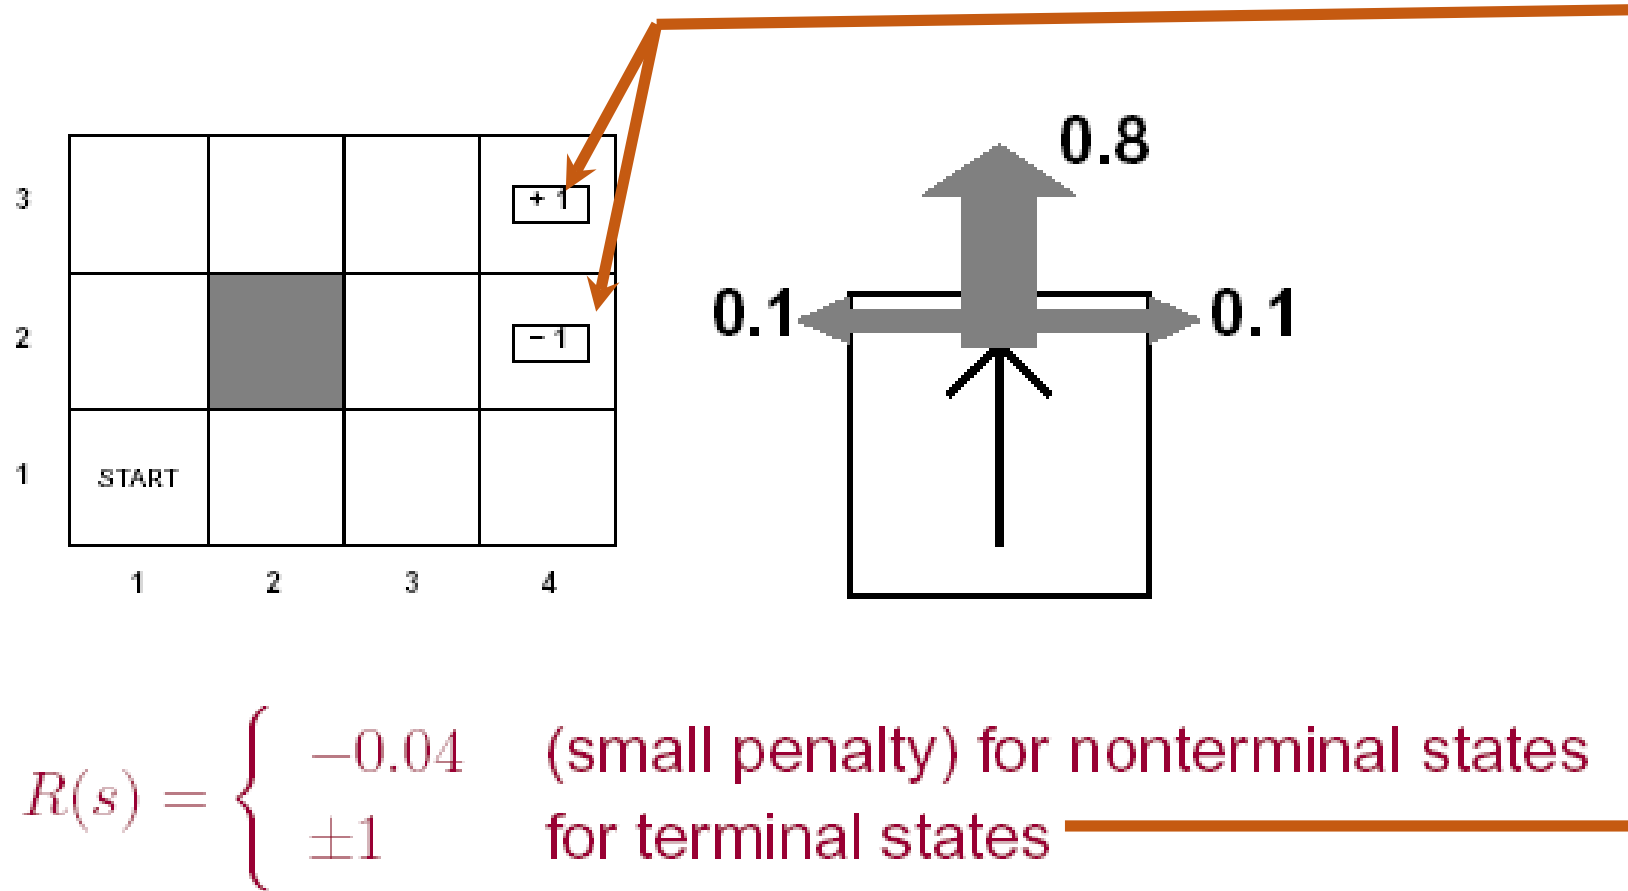 0.8
3
+ 1
0.1
0.1
2
− 1
1
START
1 2 3 4
R(s) = { −0.04 (small penalty) for nonterminal states
±1 for terminal states